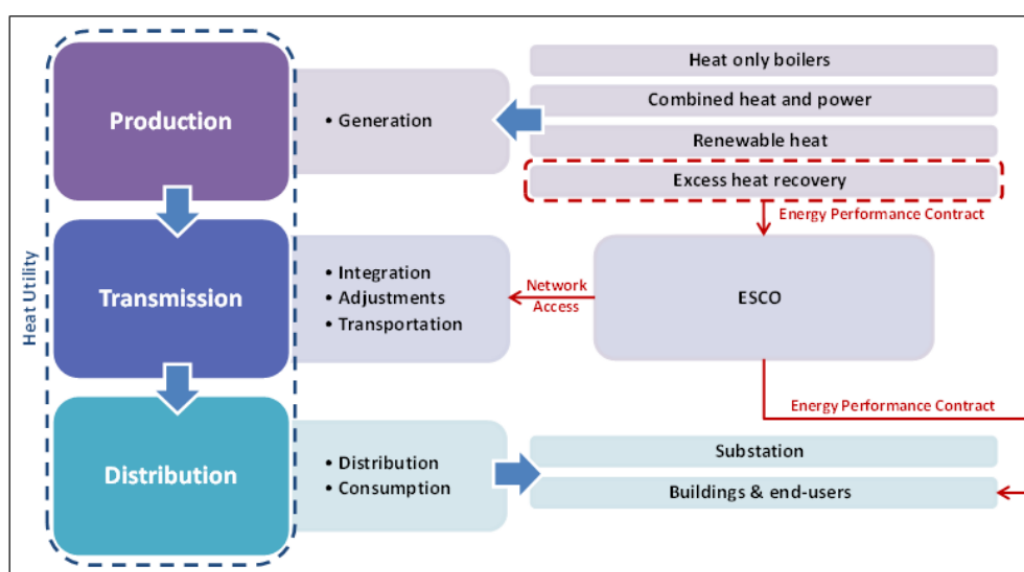 Heat Utility
Production
• Generation
Heat only boilers
Combined heat and power
Renewable heat
Excess heat recovery
Energy Performance Contract
Transmission
• Integration
• Adjustments
• Transportation
Network
Access
ESCO
Energy Performance Contract
Distribution
• Distribution
• Consumption
Substation
Buildings & end-users